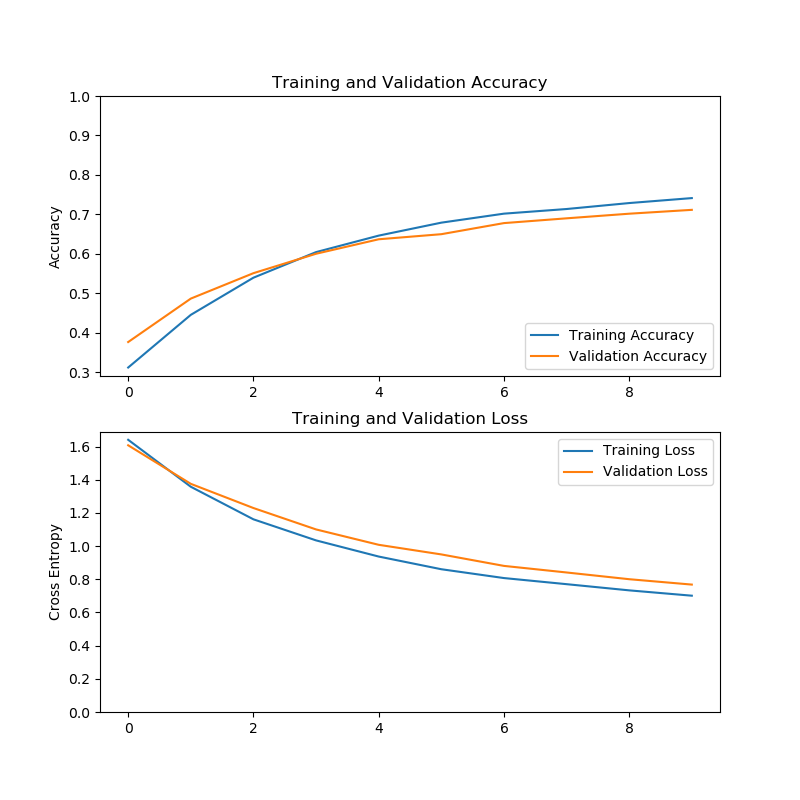 Training and Validation Accuracy
1.0
0.9
0.8
0.7
0.6
0.5
0.4
0.3
Accuracy
Training Accuracy
Validation Accuracy
0 2 4 6 8
Training and Validation Loss
1.6
1.4
1.2
1.0
0.8
0.6
0.4
0.2
0.0
Cross Entropy
Training Loss
Validation Loss
0 2 4 6 8